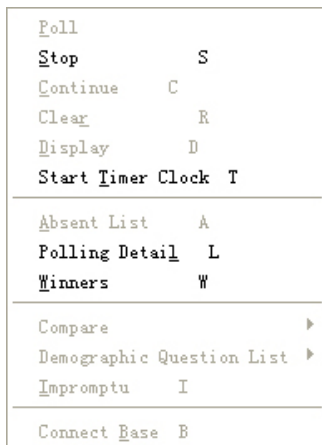 Poll
Stop S
Continue C
Clear R
Display D
Start Timer Clock T
Absent List A
Polling Detail L
Winners W
Compare
Demographic Question List
Impromptu I
Connect Base B